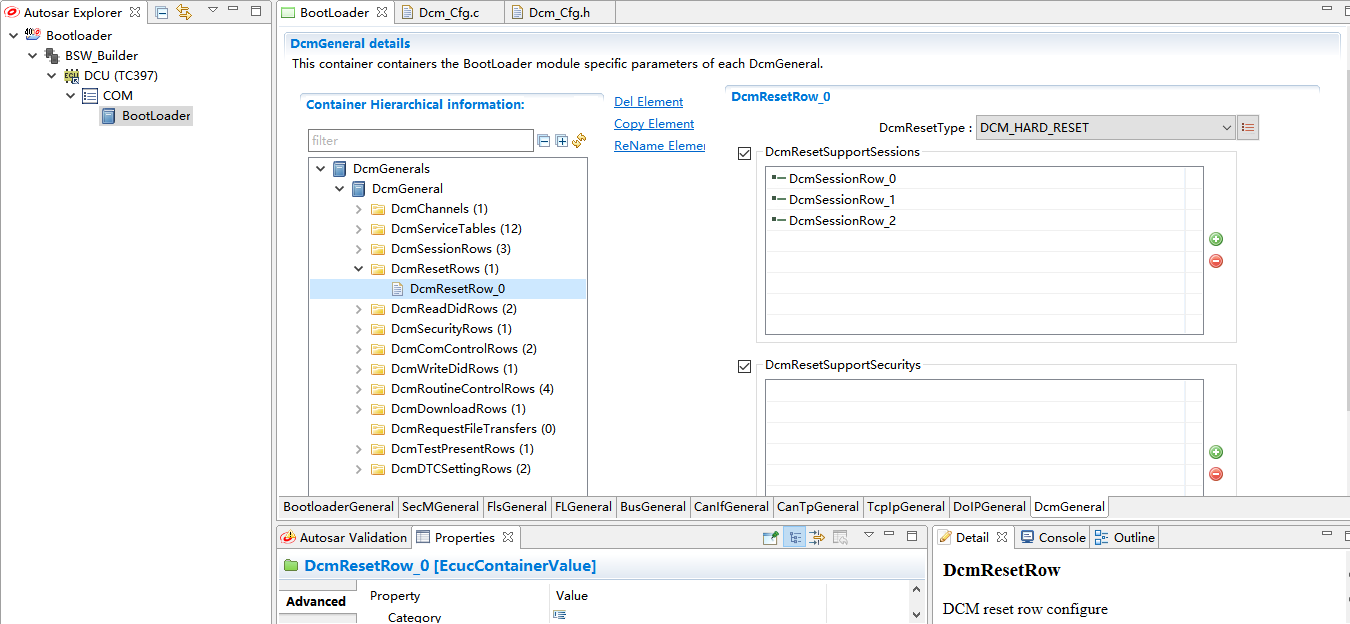 Autosar Explorer
Bootloader
BSW_Builder
DCU (TC397)
COM
BootLoader
BootLoader
Dcm_Cfg.c
Dcm_Cfg.h
DcmGeneral details
This container containers the BootLoader module specific parameters of each DcmGeneral.
Container Hierarchical information:
filter
DcmGenerals
DcmGeneral
DcmChannels (1)
DcmServiceTables (12)
DcmSessionRows (3)
DcmResetRows (1)
DcmResetRow_0
DcmReadDidRows (2)
DcmSecurityRows (1)
DcmComControlRows (2)
DcmWriteDidRows (1)
DcmRoutineControlRows (4)
DcmDownloadRows (1)
DcmRequestFileTransfers (0)
DcmTestPresentRows (1)
DcmDTCSettingRows (2)
Del Element
Copy Element
ReName Elemer
DcmResetRow_0
DcmResetType : DCM_HARD_RESET
DcmResetSupportSessions
DcmSessionRow_0
DcmSessionRow_1
DcmSessionRow_2
DcmResetSupportSecuritys
BootloaderGeneral SecMGeneral FlsGeneral FLGeneral BusGeneral CanIfGeneral CanTpGeneral TcpIpGeneral DoIPGeneral DcmGeneral
Autosar Validation
Properties
DcmResetRow_0 [EcucContainerValue]
Advanced
Property Value
Category
Detail
Console
Outline
DcmResetRow
DCM reset row configure